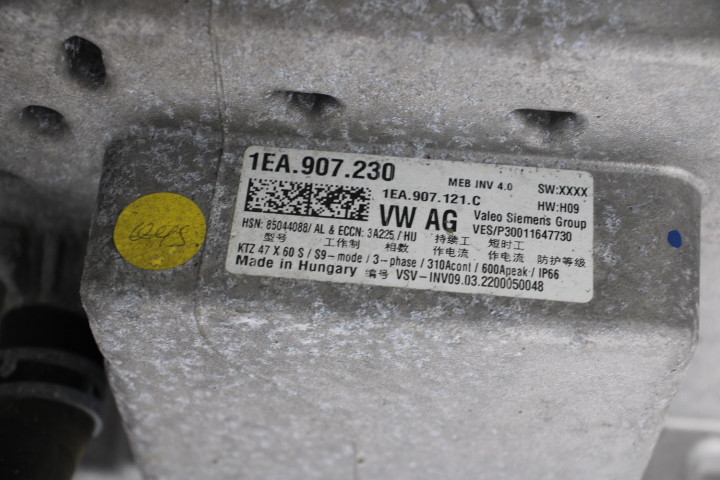 1EA.907.230 MEB INV 4.0 SW:XXXX
1EA.907.121.C HW:H09
VW AG Valeo Siemens Group
VES/P30011647730
HSN: 85044088/ AL & ECCN: 3A225 / HU 持续工 短时工
型号 工作制 相数 作电流 作电流 防护等级
KTZ 47 X 60 S / S9-mode / 3-phase / 310Acont / 600Apeak / IP66
Made in Hungary 编号 VSV-INV09.03.2200050048